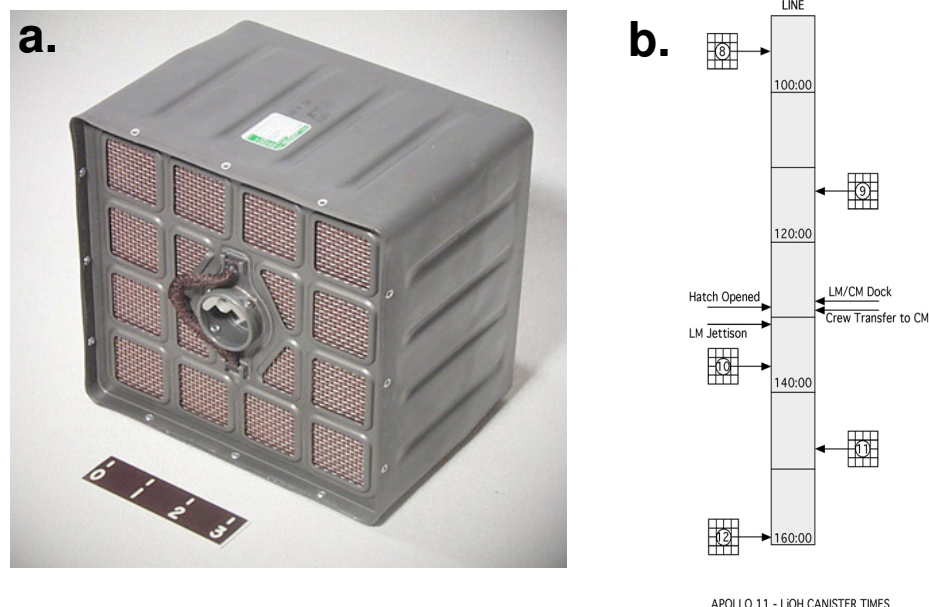 a.
0
1
2
3
b.
LINE
8
100:00
9
120:00
Hatch Opened
LM/CM Dock
Crew Transfer to CM
LM Jettison
10
140:00
11
12
160:00
APOLLO 11 - LiOH CANISTER TIMES